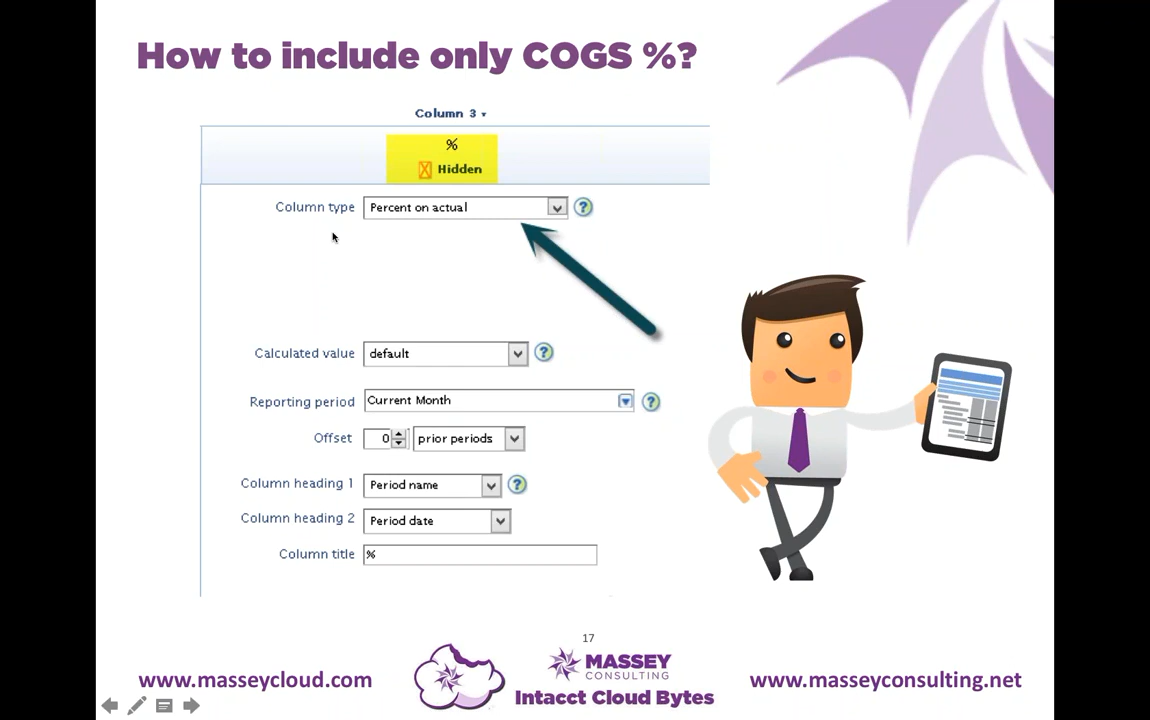 How to include only COGS %?
Column 3
%
Hidden
Column type Percent on actual ?
Calculated value default ?
Reporting period Current Month ?
Offset 0 prior periods
Column heading 1 Period name ?
Column heading 2 Period date
Column title %
17
www.masseycloud.com
MASSEY
CONSULTING
Intacct Cloud Bytes
www.masseyconsulting.net